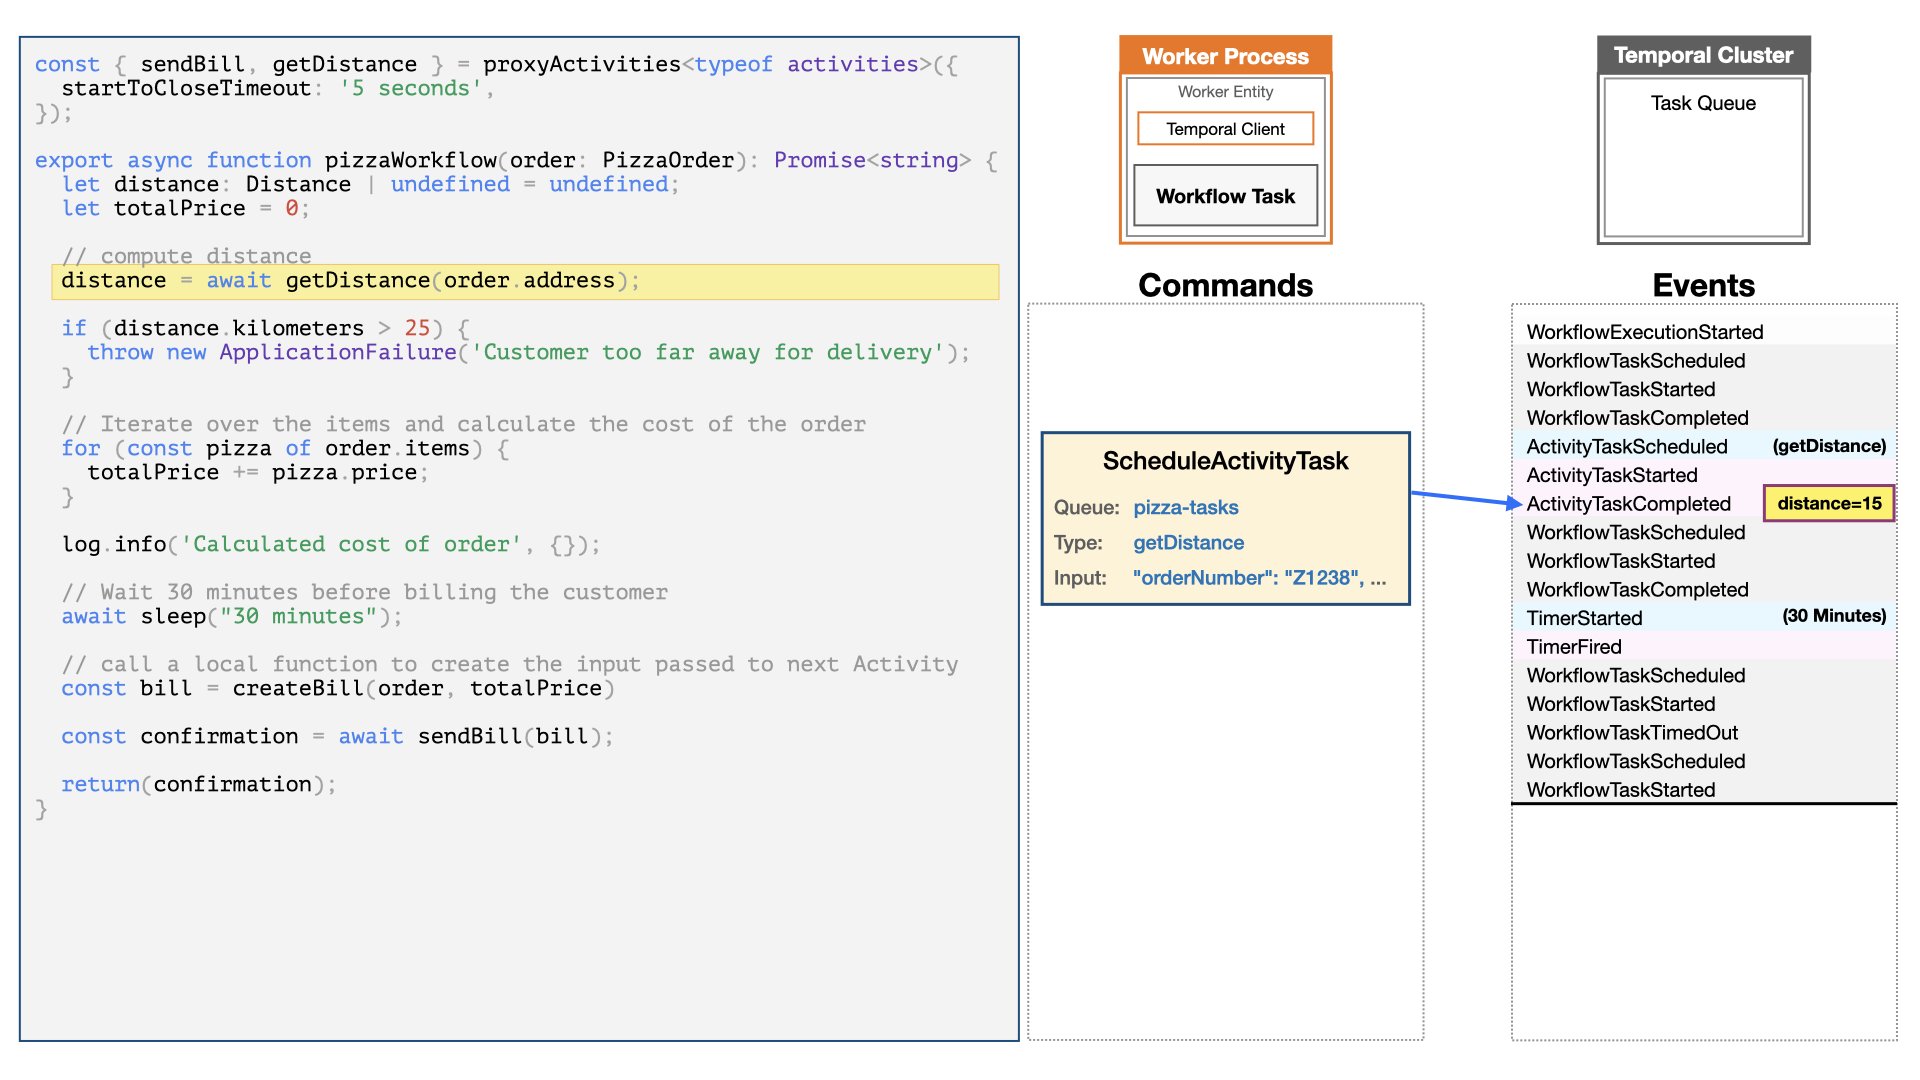 const { sendBill, getDistance } = proxyActivities<typeof activities>({
  startToCloseTimeout: '5 seconds',
});

export async function pizzaWorkflow(order: PizzaOrder): Promise<string> {
  let distance: Distance | undefined = undefined;
  let totalPrice = 0;

  // compute distance
  distance = await getDistance(order.address);

  if (distance.kilometers > 25) {
    throw new ApplicationFailure('Customer too far away for delivery');
  }

  // Iterate over the items and calculate the cost of the order
  for (const pizza of order.items) {
    totalPrice += pizza.price;
  }

  log.info('Calculated cost of order', {});

  // Wait 30 minutes before billing the customer
  await sleep("30 minutes");

  // call a local function to create the input passed to next Activity
  const bill = createBill(order, totalPrice)

  const confirmation = await sendBill(bill);

  return(confirmation);
}
Worker Process
Worker Entity
Temporal Client
Workflow Task
Temporal Cluster
Task Queue
Commands
ScheduleActivityTask
Queue: pizza-tasks
Type: getDistance
Input: "orderNumber": "Z1238", ...
Events
WorkflowExecutionStarted
WorkflowTaskScheduled
WorkflowTaskStarted
WorkflowTaskCompleted
ActivityTaskScheduled (getDistance)
ActivityTaskStarted
ActivityTaskCompleted distance=15
WorkflowTaskScheduled
WorkflowTaskStarted
WorkflowTaskCompleted
TimerStarted (30 Minutes)
TimerFired
WorkflowTaskScheduled
WorkflowTaskStarted
WorkflowTaskTimedOut
WorkflowTaskScheduled
WorkflowTaskStarted